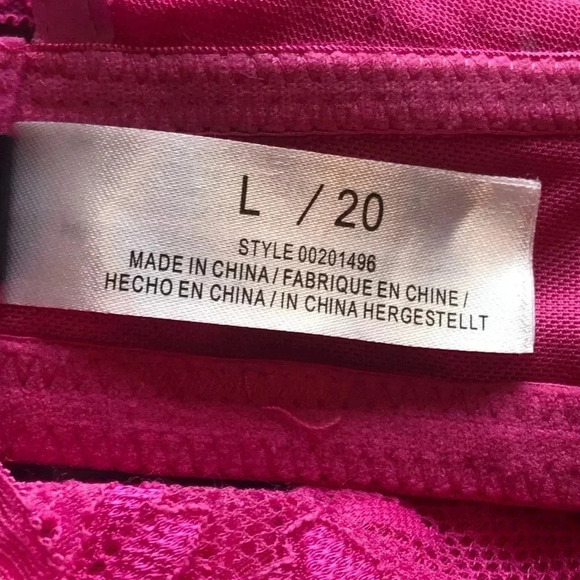 L / 20
STYLE 00201496
MADE IN CHINA / FABRIQUE EN CHINE /
HECHO EN CHINA / IN CHINA HERGESTELLT